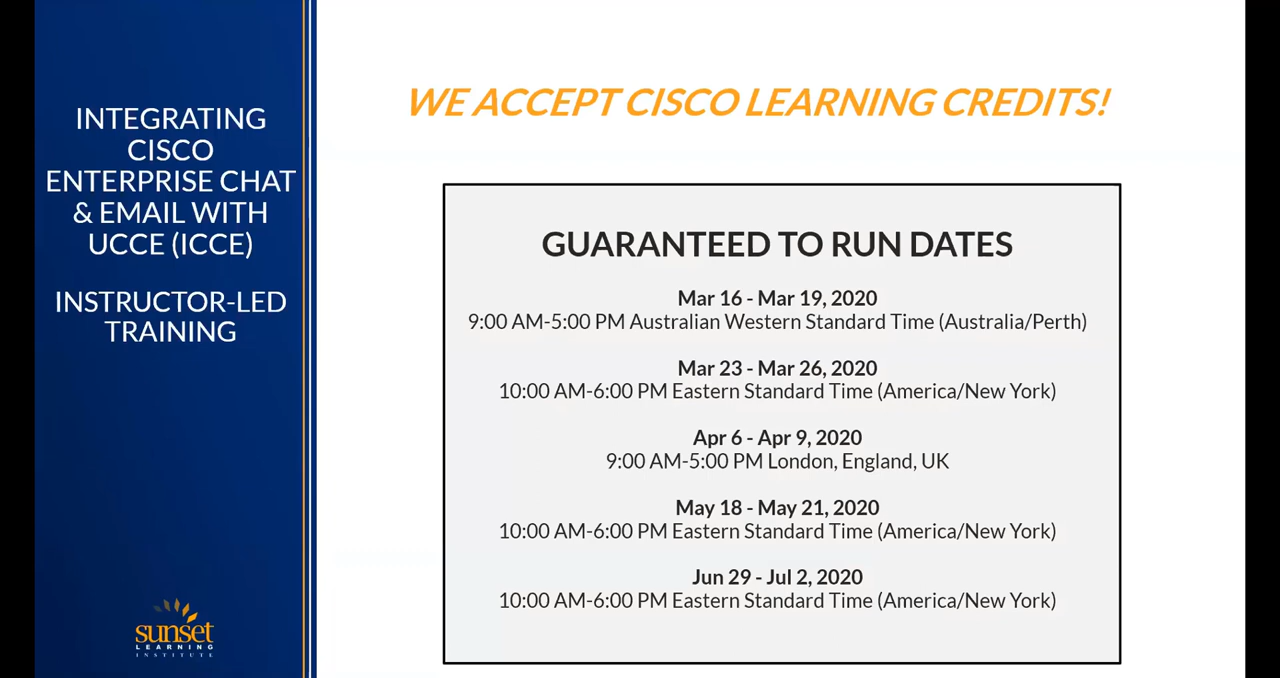 INTEGRATING
CISCO
ENTERPRISE CHAT
& EMAIL WITH
UCCE (ICCE)
INSTRUCTOR-LED
TRAINING
sunset
LEARNING
INSTITUTE
WE ACCEPT CISCO LEARNING CREDITS!
GUARANTEED TO RUN DATES
Mar 16 - Mar 19, 2020
9:00 AM-5:00 PM Australian Western Standard Time (Australia/Perth)
Mar 23 - Mar 26, 2020
10:00 AM-6:00 PM Eastern Standard Time (America/New York)
Apr 6 - Apr 9, 2020
9:00 AM-5:00 PM London, England, UK
May 18 - May 21, 2020
10:00 AM-6:00 PM Eastern Standard Time (America/New York)
Jun 29 - Jul 2, 2020
10:00 AM-6:00 PM Eastern Standard Time (America/New York)